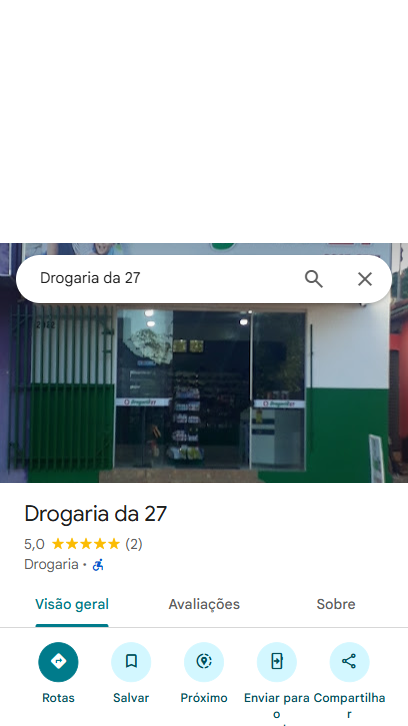 Drogaria da 27
Drogaria da 27
5,0 (2)
Drogaria •
Visão geral
Avaliações
Sobre
Rotas
Salvar
Próximo
Enviar para
o
Compartilha
r